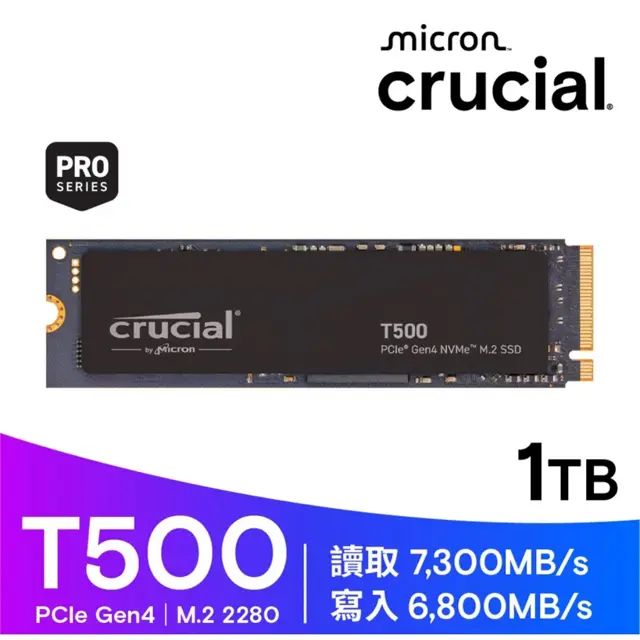 micron™
crucial®
PRO
SERIES
crucial®
by Micron
T500
PCIe® Gen4 NVMe™ M.2 SSD
1TB
T500
PCIe Gen4 | M.2 2280
讀取 7,300MB/s
寫入 6,800MB/s